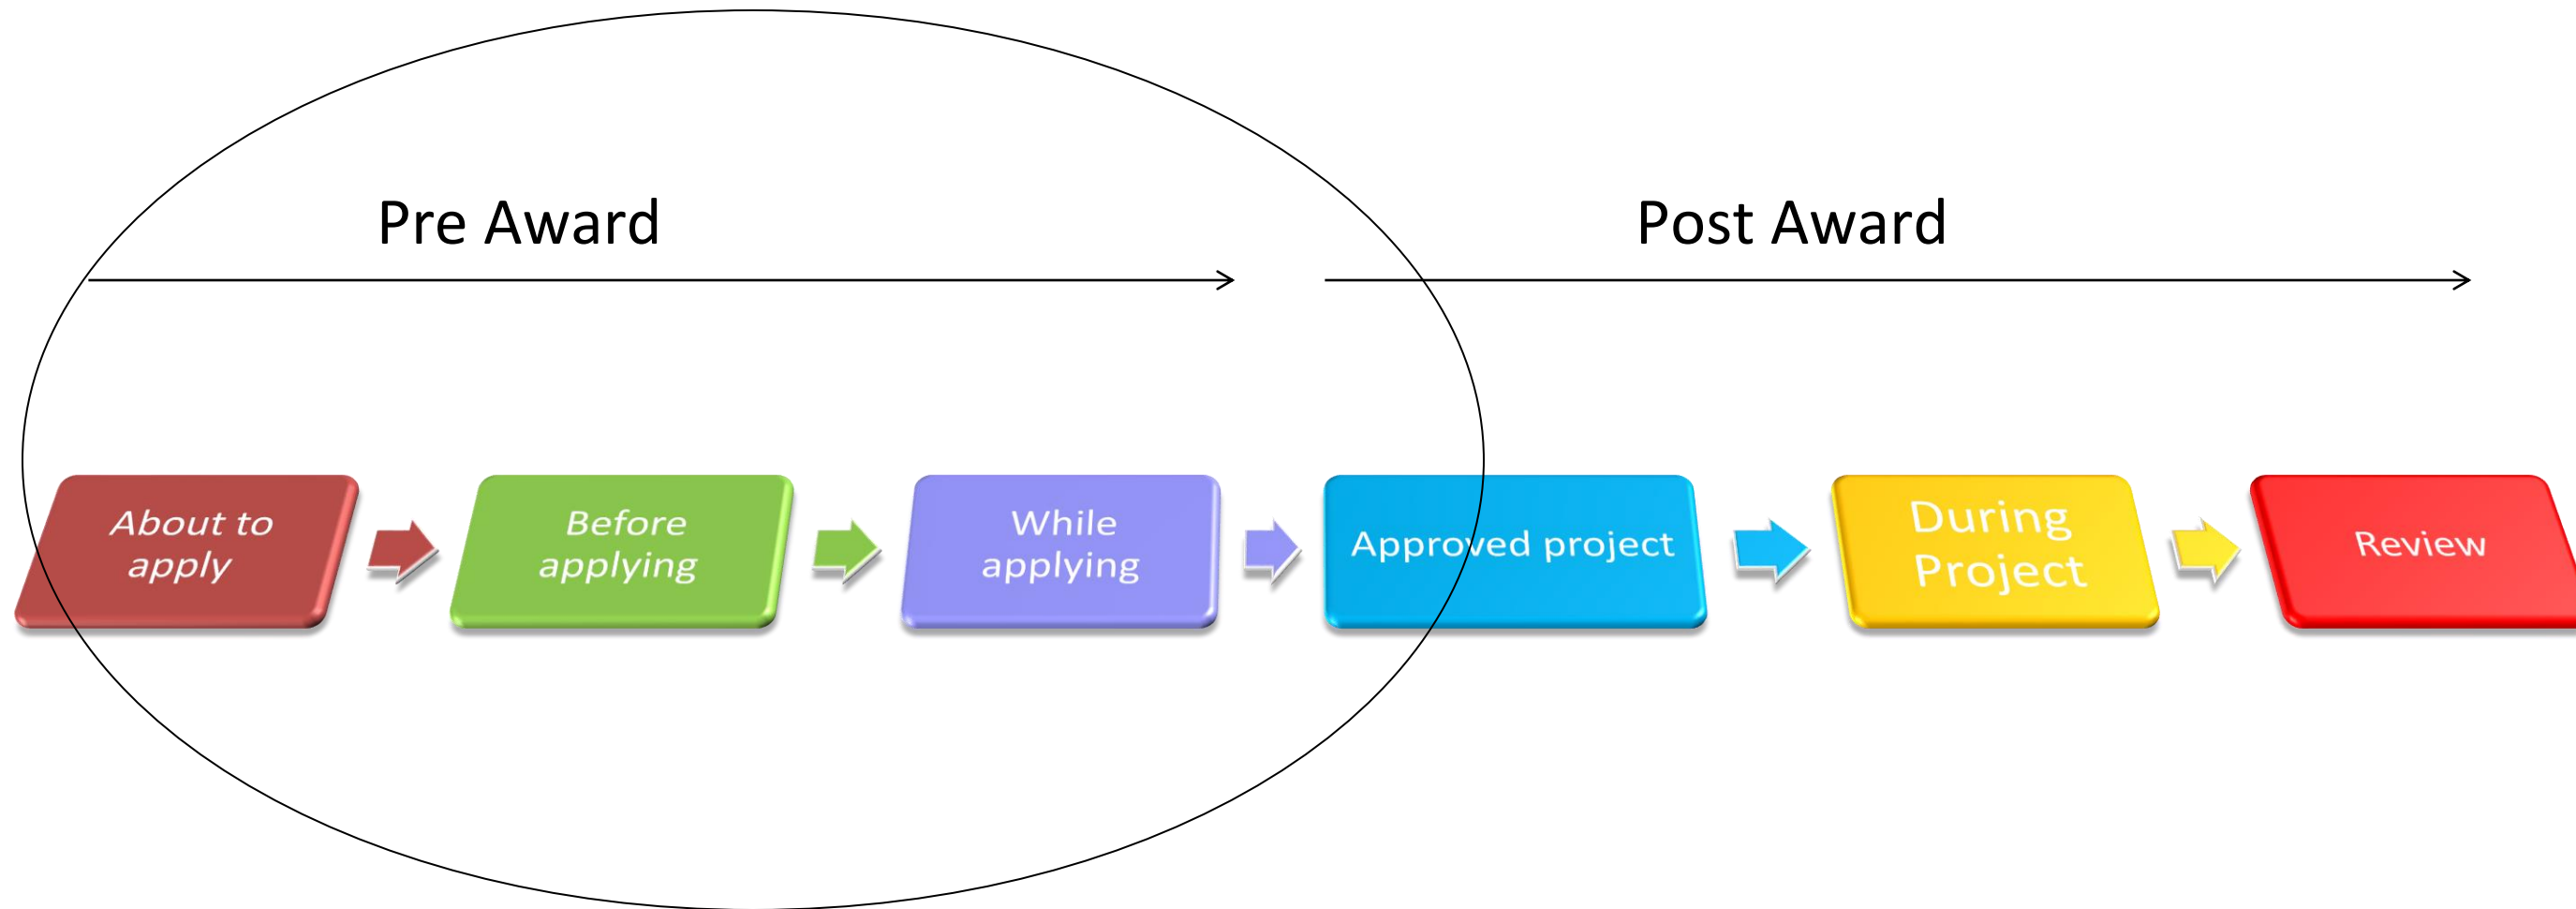 Pre Award
Post Award
About to
apply
Before
applying
While
applying
Approved project
During
Project
Review